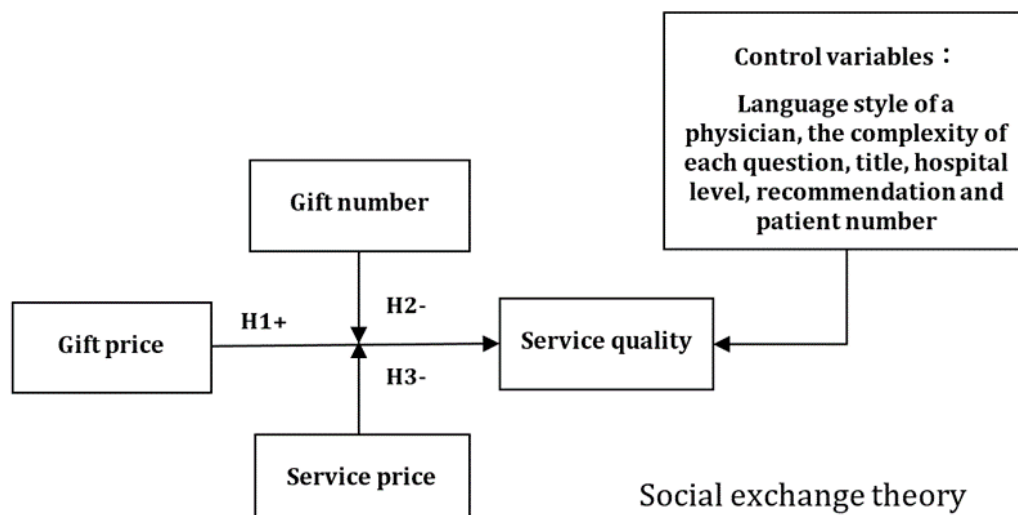 Control variables：
Language style of a
physician, the complexity of
each question, title, hospital
level, recommendation and
patient number
Gift number
H1+
H2-
Gift price
Service quality
H3-
Service price
Social exchange theory